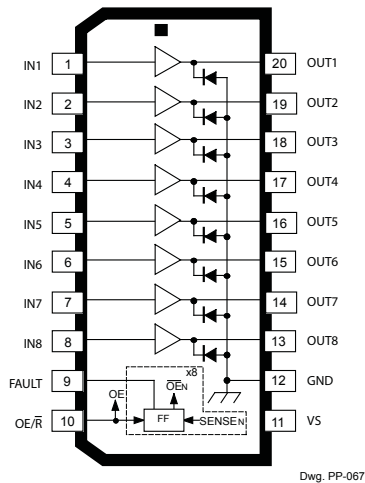 IN1 1 20 OUT1
IN2 2 19 OUT2
IN3 3 18 OUT3
IN4 4 17 OUT4
IN5 5 16 OUT5
IN6 6 15 OUT6
IN7 7 14 OUT7
IN8 8 13 OUT8
x8
FAULT 9 OE O̅E̅N 12 GND
OE/R̅ 10 FF SENSEN 11 VS
Dwg. PP-067